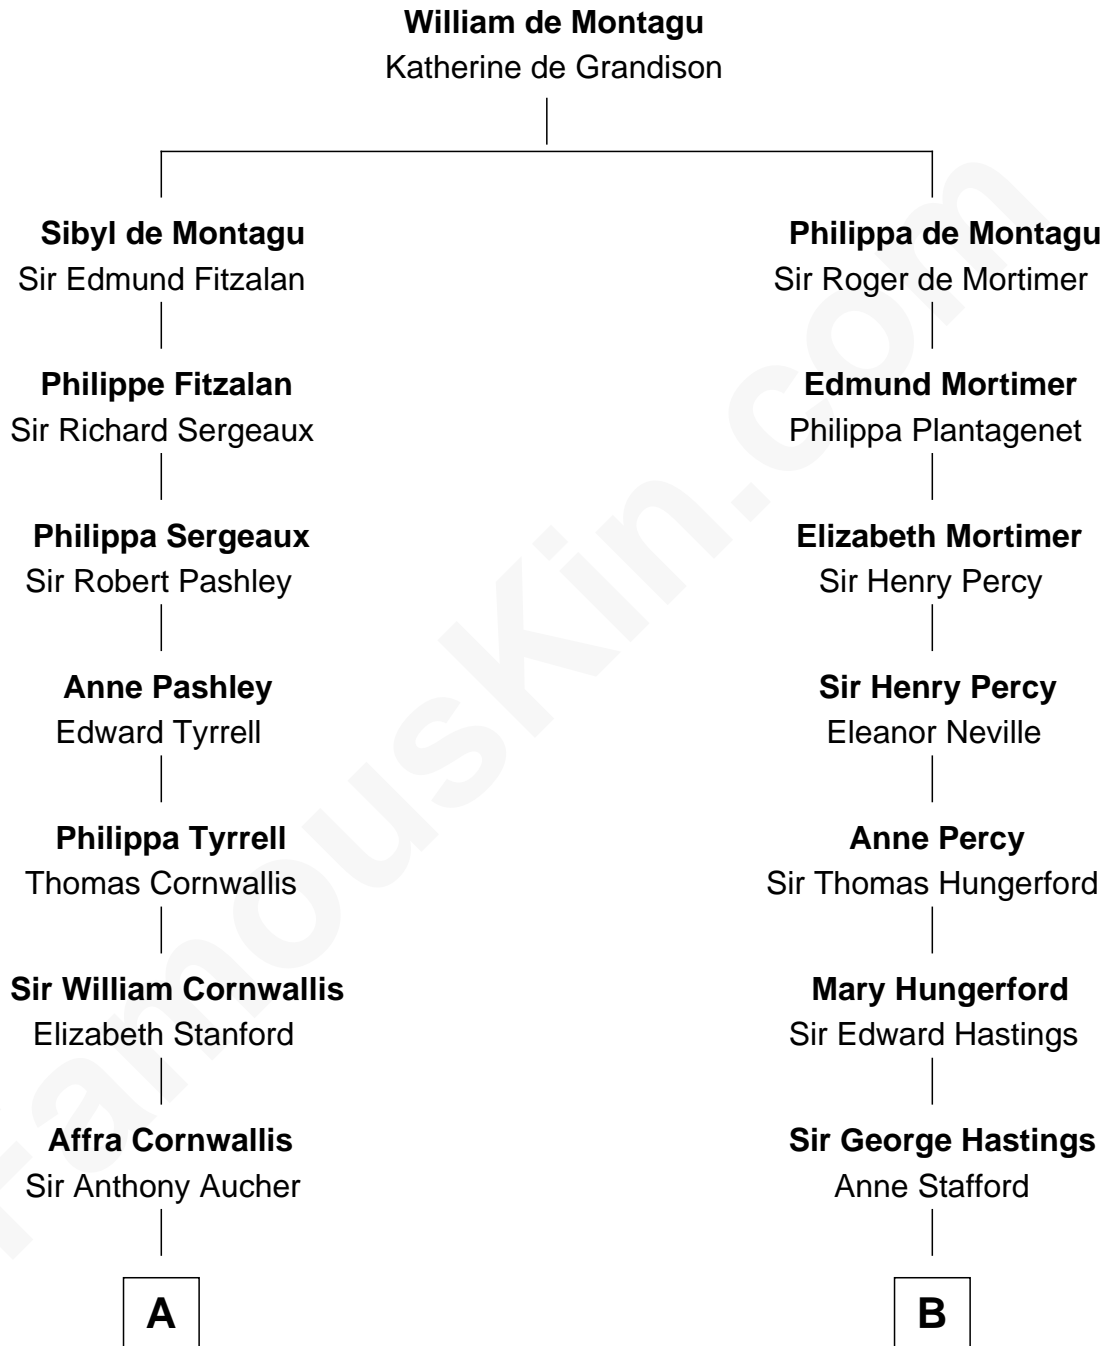 William de Montagu
Katherine de Grandison
Sibyl de Montagu
Sir Edmund Fitzalan
Philippa de Montagu
Sir Roger de Mortimer
Philippe Fitzalan
Sir Richard Sergeaux
Edmund Mortimer
Philippa Plantagenet
Philippa Sergeaux
Sir Robert Pashley
Elizabeth Mortimer
Sir Henry Percy
Anne Pashley
Edward Tyrrell
Sir Henry Percy
Eleanor Neville
Philippa Tyrrell
Thomas Cornwallis
Anne Percy
Sir Thomas Hungerford
Sir William Cornwallis
Elizabeth Stanford
Mary Hungerford
Sir Edward Hastings
Affra Cornwallis
Sir Anthony Aucher
Sir George Hastings
Anne Stafford
A
B
FamousKin.com